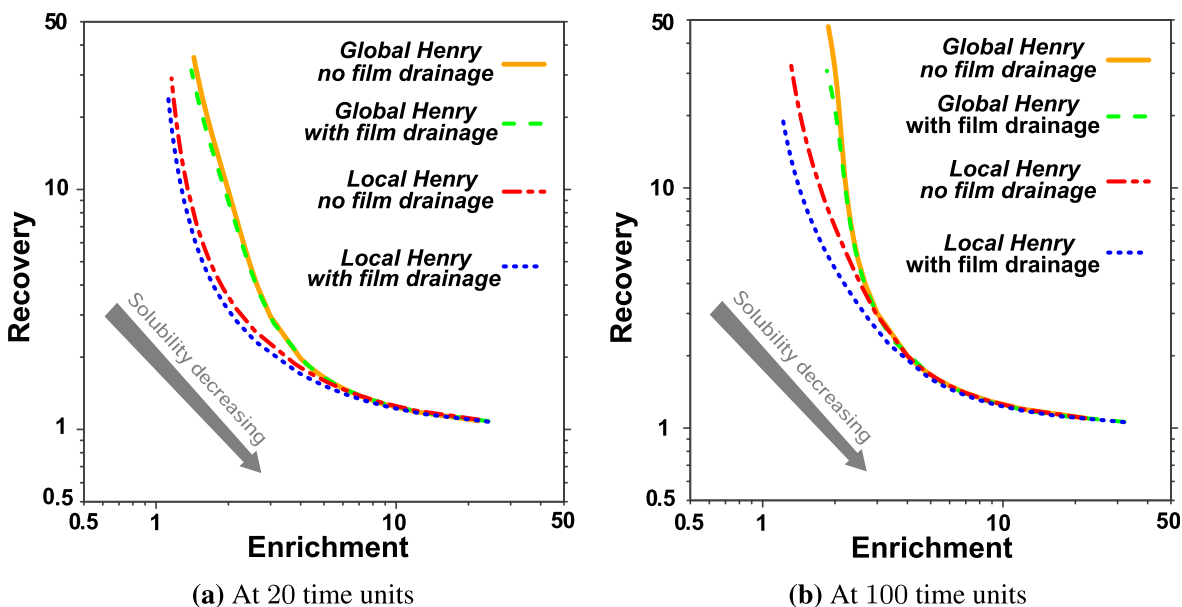 50
Global Henry
no film drainage
Global Henry
with film drainage
10
Local Henry
no film drainage
Local Henry
with film drainage
Recovery
Solubility decreasing
1
0.5
0.5
1
10
50
Enrichment
(a) At 20 time units
50
Global Henry
no film drainage
Global Henry
with film drainage
10
Local Henry
no film drainage
Local Henry
with film drainage
Recovery
Solubility decreasing
1
0.5
0.5
1
10
50
Enrichment
(b) At 100 time units